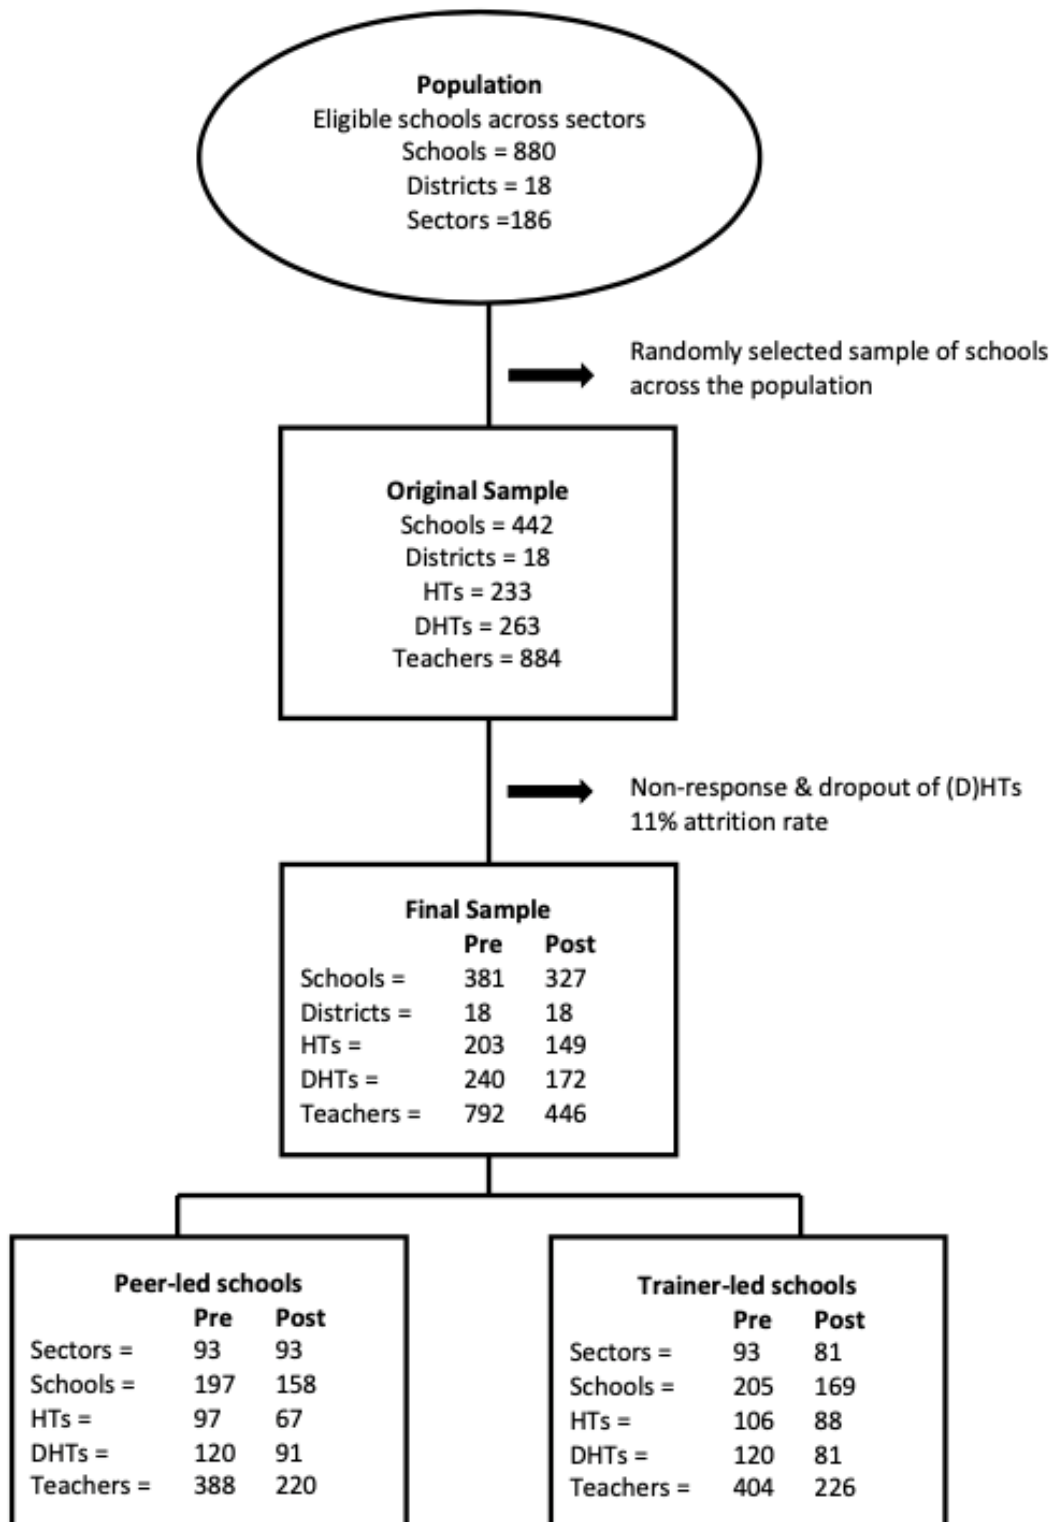 Population
Eligible schools across sectors
Schools = 880
Districts = 18
Sectors =186
Randomly selected sample of schools
across the population
Original Sample
Schools = 442
Districts = 18
HTs = 233
DHTs = 263
Teachers = 884
Non-response & dropout of (D)HTs
11% attrition rate
Final Sample
Pre Post
Schools = 381 327
Districts = 18 18
HTs = 203 149
DHTs = 240 172
Teachers = 792 446
Peer-led schools
Pre Post
Sectors = 93 93
Schools = 197 158
HTs = 97 67
DHTs = 120 91
Teachers = 388 220
Trainer-led schools
Pre Post
Sectors = 93 81
Schools = 205 169
HTs = 106 88
DHTs = 120 81
Teachers = 404 226